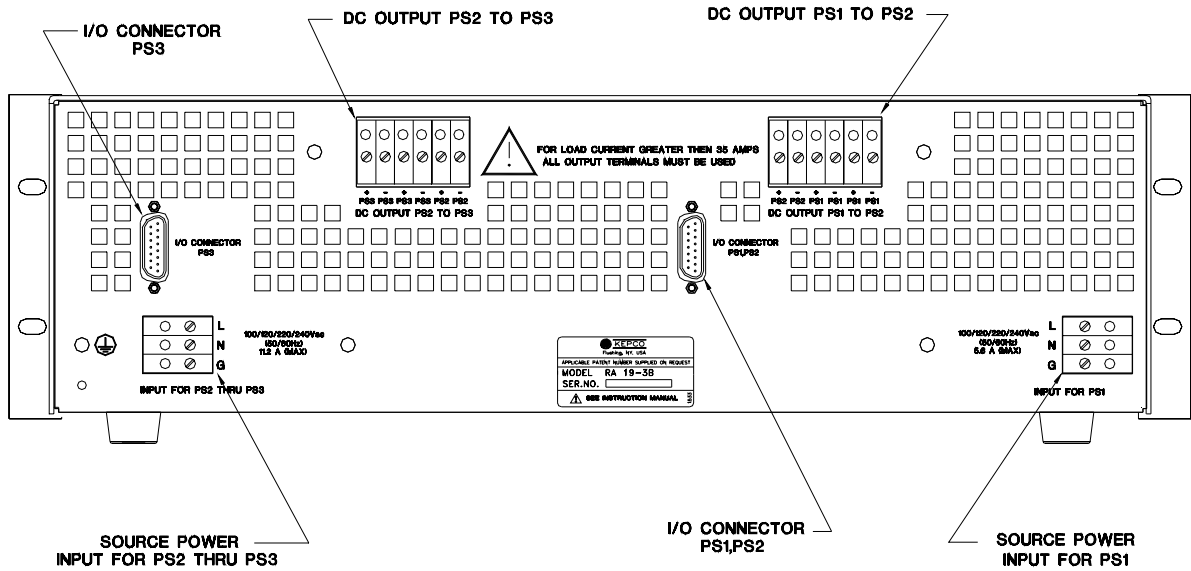 DC OUTPUT PS2 TO PS3
DC OUTPUT PS1 TO PS2
I/O CONNECTOR
PS3
FOR LOAD CURRENT GREATER THEN 35 AMPS
ALL OUTPUT TERMINALS MUST BE USED
+ - + - + -
PS3 PS3 PS3 PS3 PS2 PS2
DC OUTPUT PS2 TO PS3
+ - + - + -
PS2 PS2 PS1 PS1 PS1 PS1
DC OUTPUT PS1 TO PS2
I/O CONNECTOR
PS3
I/O CONNECTOR
PS1,PS2
L
N
G
100/120/220/240Vac
(50/60Hz)
11.2 A (MAX)
INPUT FOR PS2 THRU PS3
KEPCO
Flushing, NY. USA
APPLICABLE PATENT NUMBER SUPPLIED ON REQUEST
MODEL RA 19-3B
SER.NO.
SEE INSTRUCTION MANUAL
100/120/220/240Vac
(50/60Hz)
5.6 A (MAX)
L
N
G
INPUT FOR PS1
SOURCE POWER
INPUT FOR PS2 THRU PS3
I/O CONNECTOR
PS1,PS2
SOURCE POWER
INPUT FOR PS1